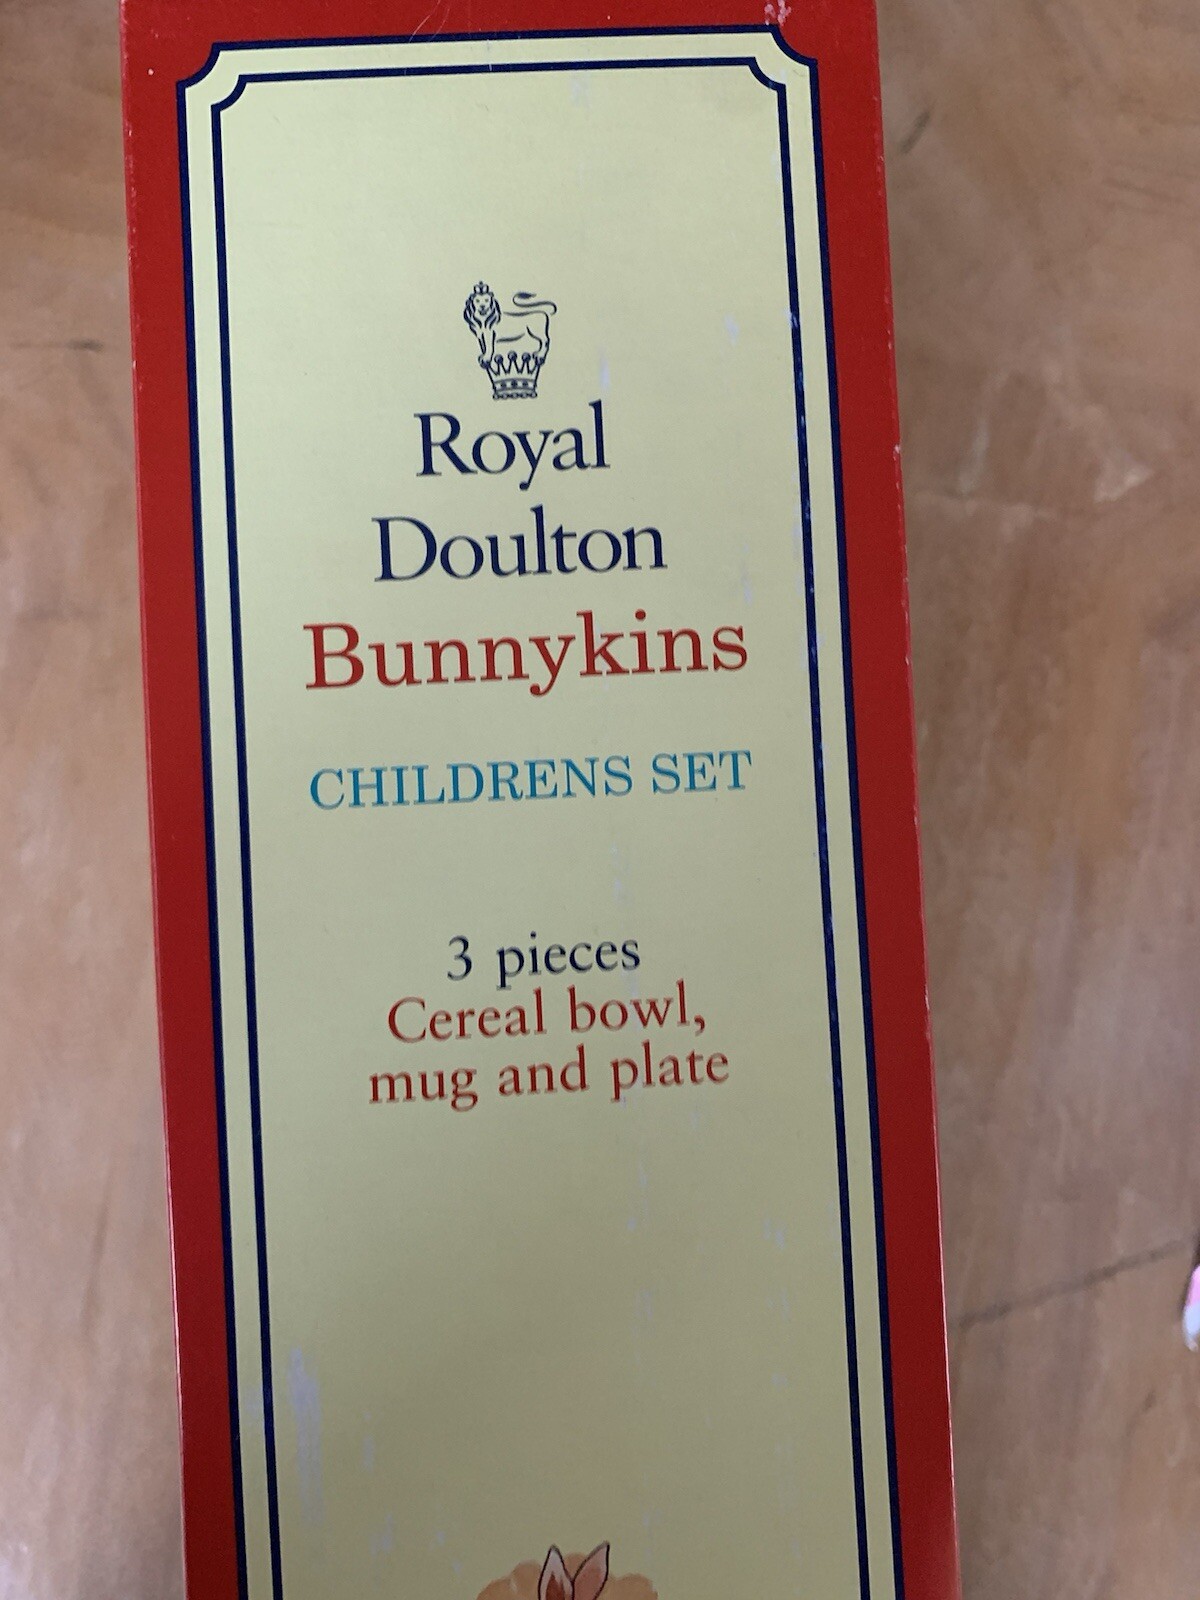 Royal
Doulton
Bunnykins
CHILDRENS SET
3 pieces
Cereal bowl,
mug and plate